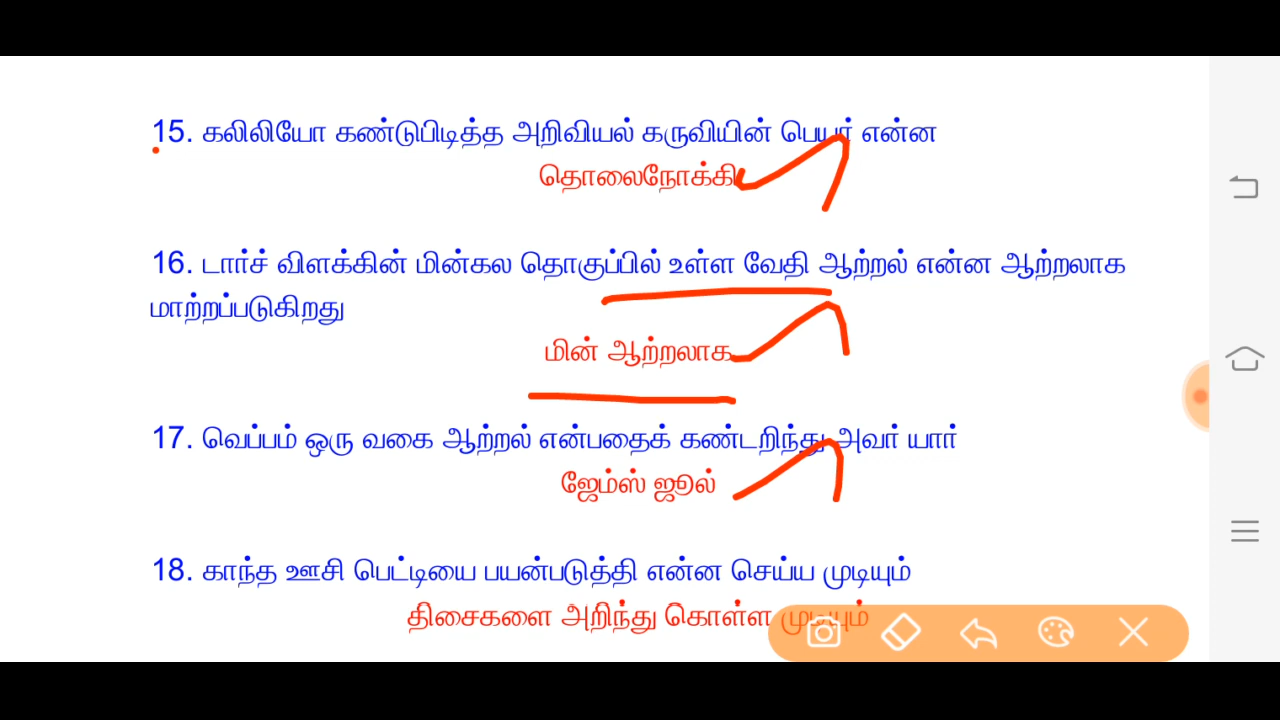 15. கலிலியோ கண்டுபிடித்த அறிவியல் கருவியின் பெயர் என்ன
தொலைநோக்கி
16. டார்ச் விளக்கின் மின்கல தொகுப்பில் உள்ள வேதி ஆற்றல் என்ன ஆற்றலாக
மாற்றப்படுகிறது
மின் ஆற்றலாக
17. வெப்பம் ஒரு வகை ஆற்றல் என்பதைக் கண்டறிந்து அவர் யார்
ஜேம்ஸ் ஜூல்
18. காந்த ஊசி பெட்டியை பயன்படுத்தி என்ன செய்ய முடியும்
திசைகளை அறிந்து கொள்ள முடியும்